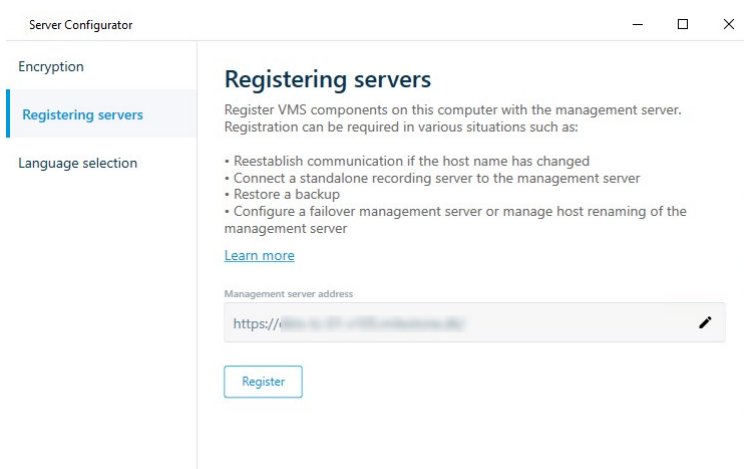 Server Configurator
Encryption
Registering servers
Language selection
Registering servers
Register VMS components on this computer with the management server.
Registration can be required in various situations such as:
• Reestablish communication if the host name has changed
• Connect a standalone recording server to the management server
• Restore a backup
• Configure a failover management server or manage host renaming of the
management server
Learn more
Management server address
https://
Register